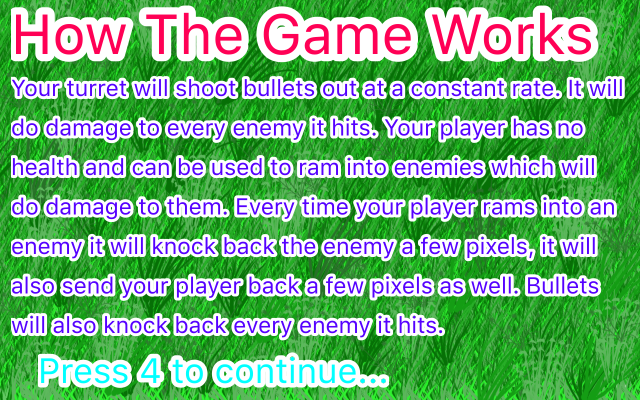 How The Game Works
Your turret will shoot bullets out at a constant rate. It will
do damage to every enemy it hits. Your player has no
health and can be used to ram into enemies which will
do damage to them. Every time your player rams into an
enemy it will knock back the enemy a few pixels, it will
also send your player back a few pixels as well. Bullets
will also knock back every enemy it hits.
Press 4 to continue...